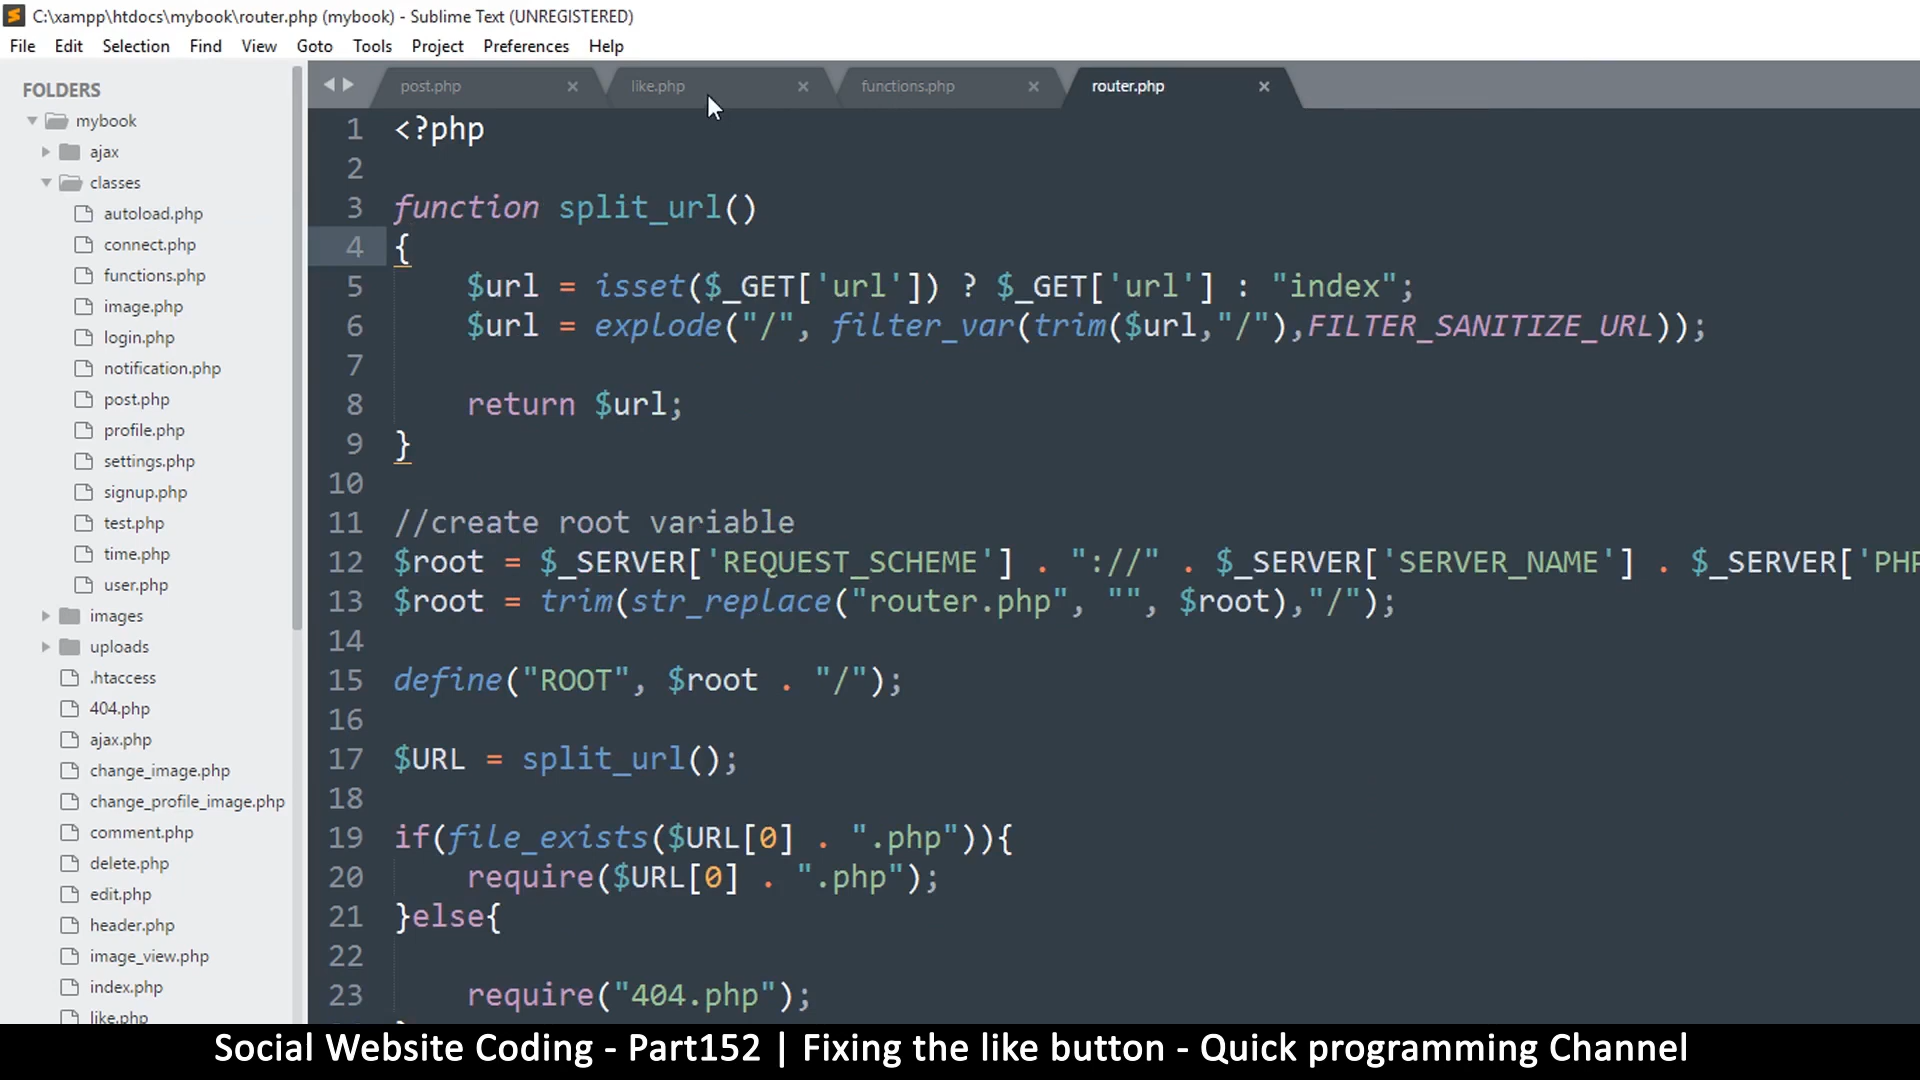 C:\xampp\htdocs\mybook\router.php (mybook) - Sublime Text (UNREGISTERED)
File Edit Selection Find View Goto Tools Project Preferences Help
FOLDERS
mybook
ajax
classes
autoload.php
connect.php
functions.php
image.php
login.php
notification.php
post.php
profile.php
settings.php
signup.php
test.php
time.php
user.php
images
uploads
.htaccess
404.php
ajax.php
change_image.php
change_profile_image.php
comment.php
delete.php
edit.php
header.php
image_view.php
index.php
like.php
post.php like.php functions.php router.php
1 <?php
2
3 function split_url()
4 {
5 $url = isset($_GET['url']) ? $_GET['url'] : "index";
6 $url = explode("/", filter_var(trim($url,"/"),FILTER_SANITIZE_URL));
7
8 return $url;
9 }
10
11 //create root variable
12 $root = $_SERVER['REQUEST_SCHEME'] . "://" . $_SERVER['SERVER_NAME'] . $_SERVER['PHP
13 $root = trim(str_replace("router.php", "", $root),"/");
14
15 define("ROOT", $root . "/");
16
17 $URL = split_url();
18
19 if(file_exists($URL[0] . ".php")){
20 require($URL[0] . ".php");
21 }else{
22
23 require("404.php");
Social Website Coding - Part152 | Fixing the like button - Quick programming Channel